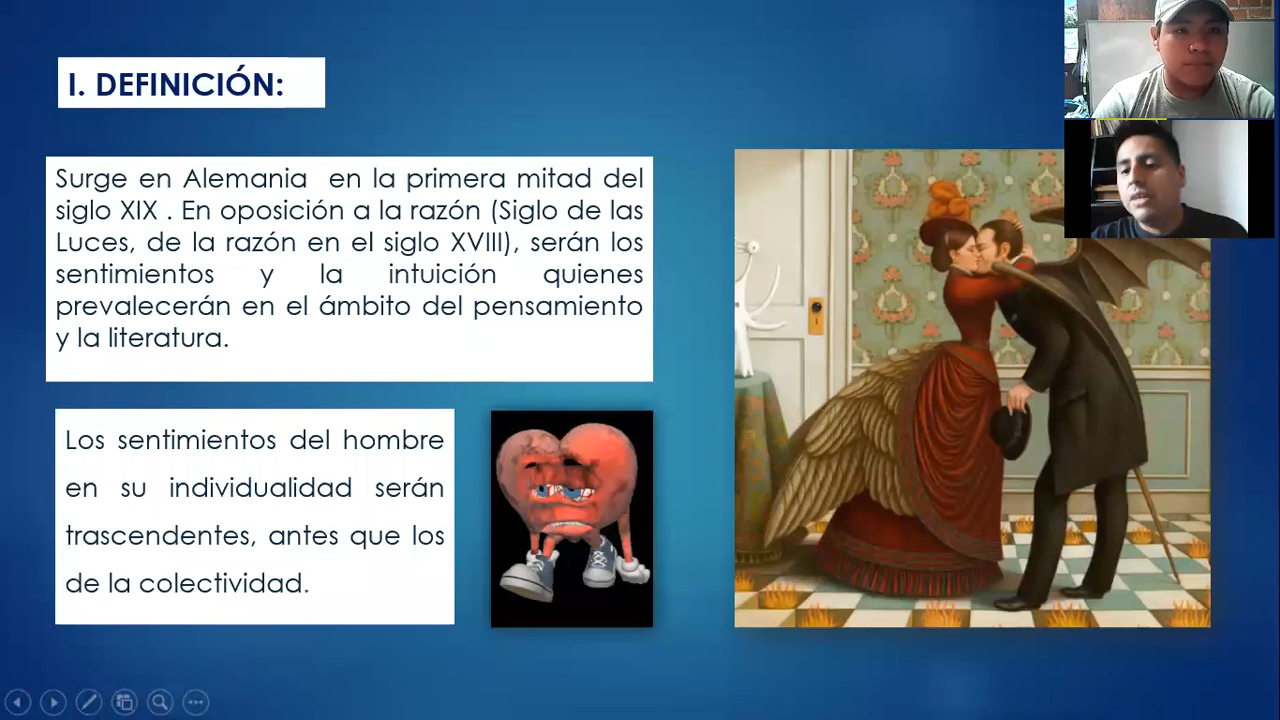 I. DEFINICIÓN:
Surge en Alemania en la primera mitad del
siglo XIX . En oposición a la razón (Siglo de las
Luces, de la razón en el siglo XVIII), serán los
sentimientos y la intuición quienes
prevalecerán en el ámbito del pensamiento
y la literatura.
Los sentimientos del hombre
en su individualidad serán
trascendentes, antes que los
de la colectividad.